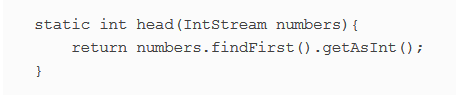 static int head(IntStream numbers){
    return numbers.findFirst().getAsInt();
}